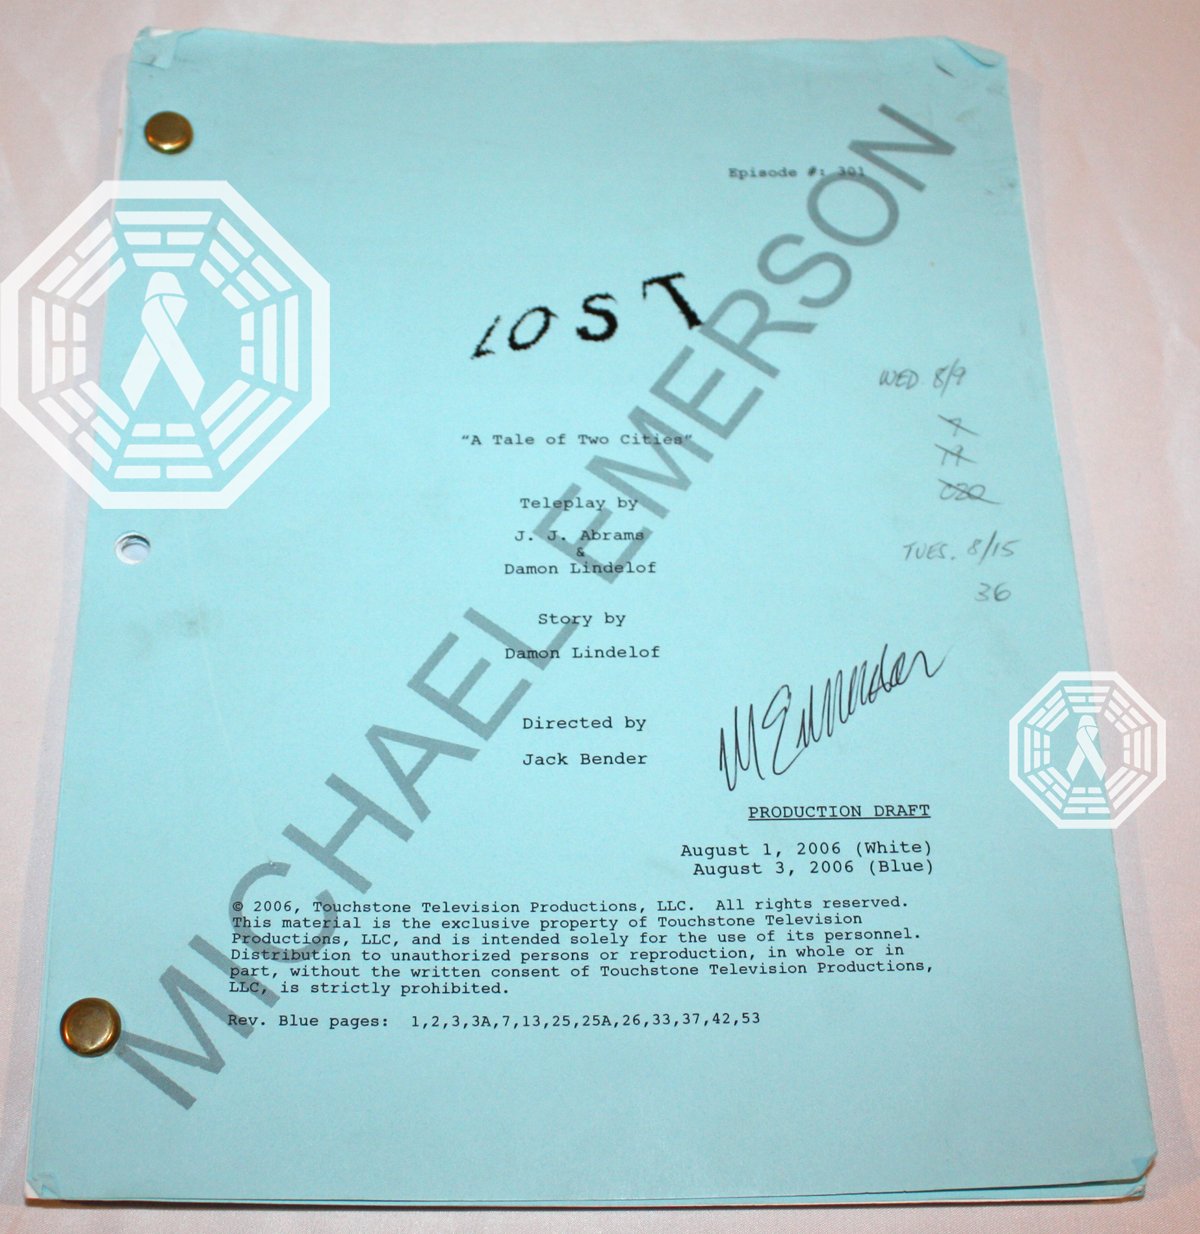 Episode #: 301
LOST
WED 8/9
"A Tale of Two Cities"
Teleplay by
J. J. Abrams
&
Damon Lindelof
TUES. 8/15
36
Story by
Damon Lindelof
Directed by
Jack Bender
MEmerson
PRODUCTION DRAFT
August 1, 2006 (White)
August 3, 2006 (Blue)
© 2006, Touchstone Television Productions, LLC. All rights reserved.
This material is the exclusive property of Touchstone Television
Productions, LLC, and is intended solely for the use of its personnel.
Distribution to unauthorized persons or reproduction, in whole or in
part, without the written consent of Touchstone Television Productions,
LLC, is strictly prohibited.
Rev. Blue pages: 1,2,3,3A,7,13,25,25A,26,33,37,42,53
MICHAEL EMERSON